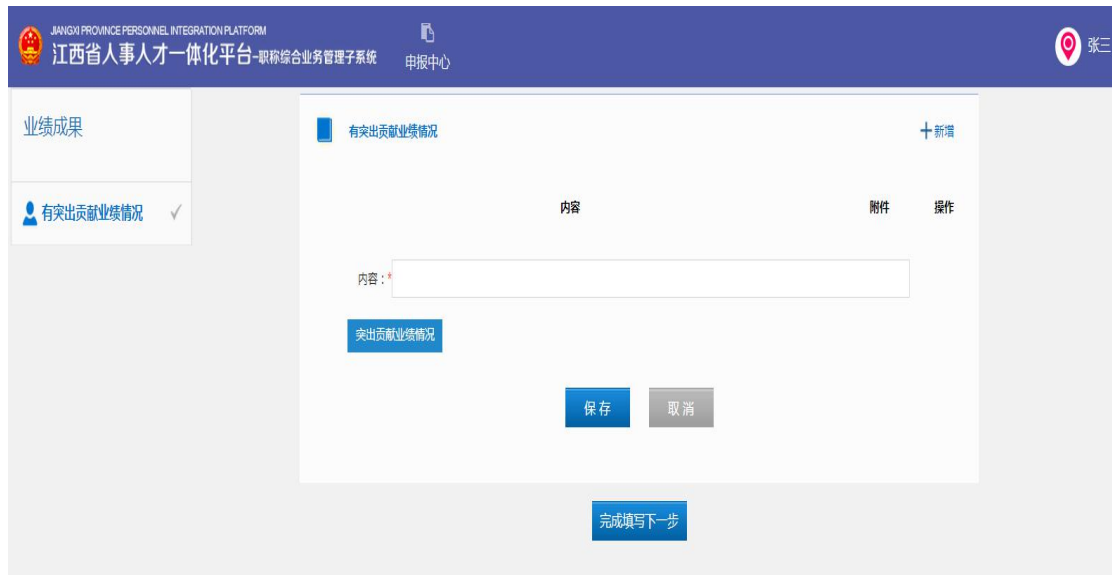 JIANGXI PROVINCE PERSONNEL INTEGRATION PLATFORM
江西省人事人才一体化平台-职称综合业务管理子系统
申报中心
张三
业绩成果
有突出贡献业绩情况
有突出贡献业绩情况
新增
内容 附件 操作
内容：*
突出贡献业绩情况
保存 取消
完成填写下一步